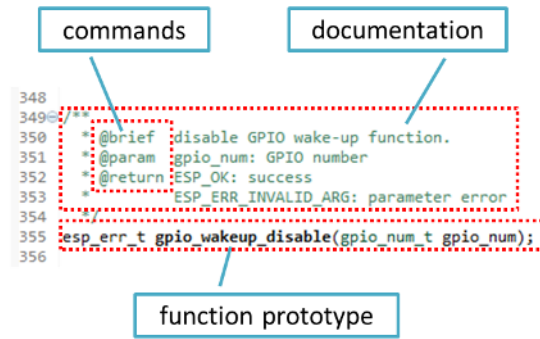 commands
documentation
348
349 /**
350 * @brief disable GPIO wake-up function.
351 * @param gpio_num: GPIO number
352 * @return ESP_OK: success
353 * ESP_ERR_INVALID_ARG: parameter error
354 */
355 esp_err_t gpio_wakeup_disable(gpio_num_t gpio_num);
356
function prototype